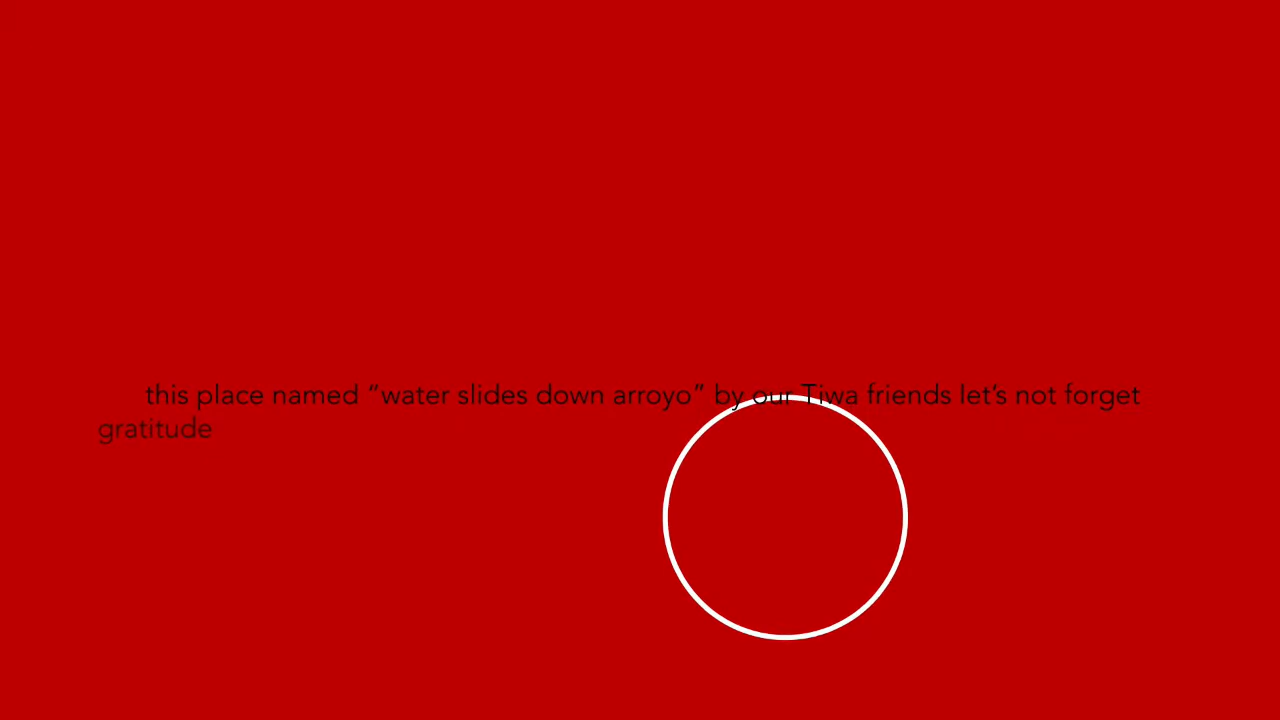 this place named “water slides down arroyo” by our Tiwa friends let’s not forget
gratitude